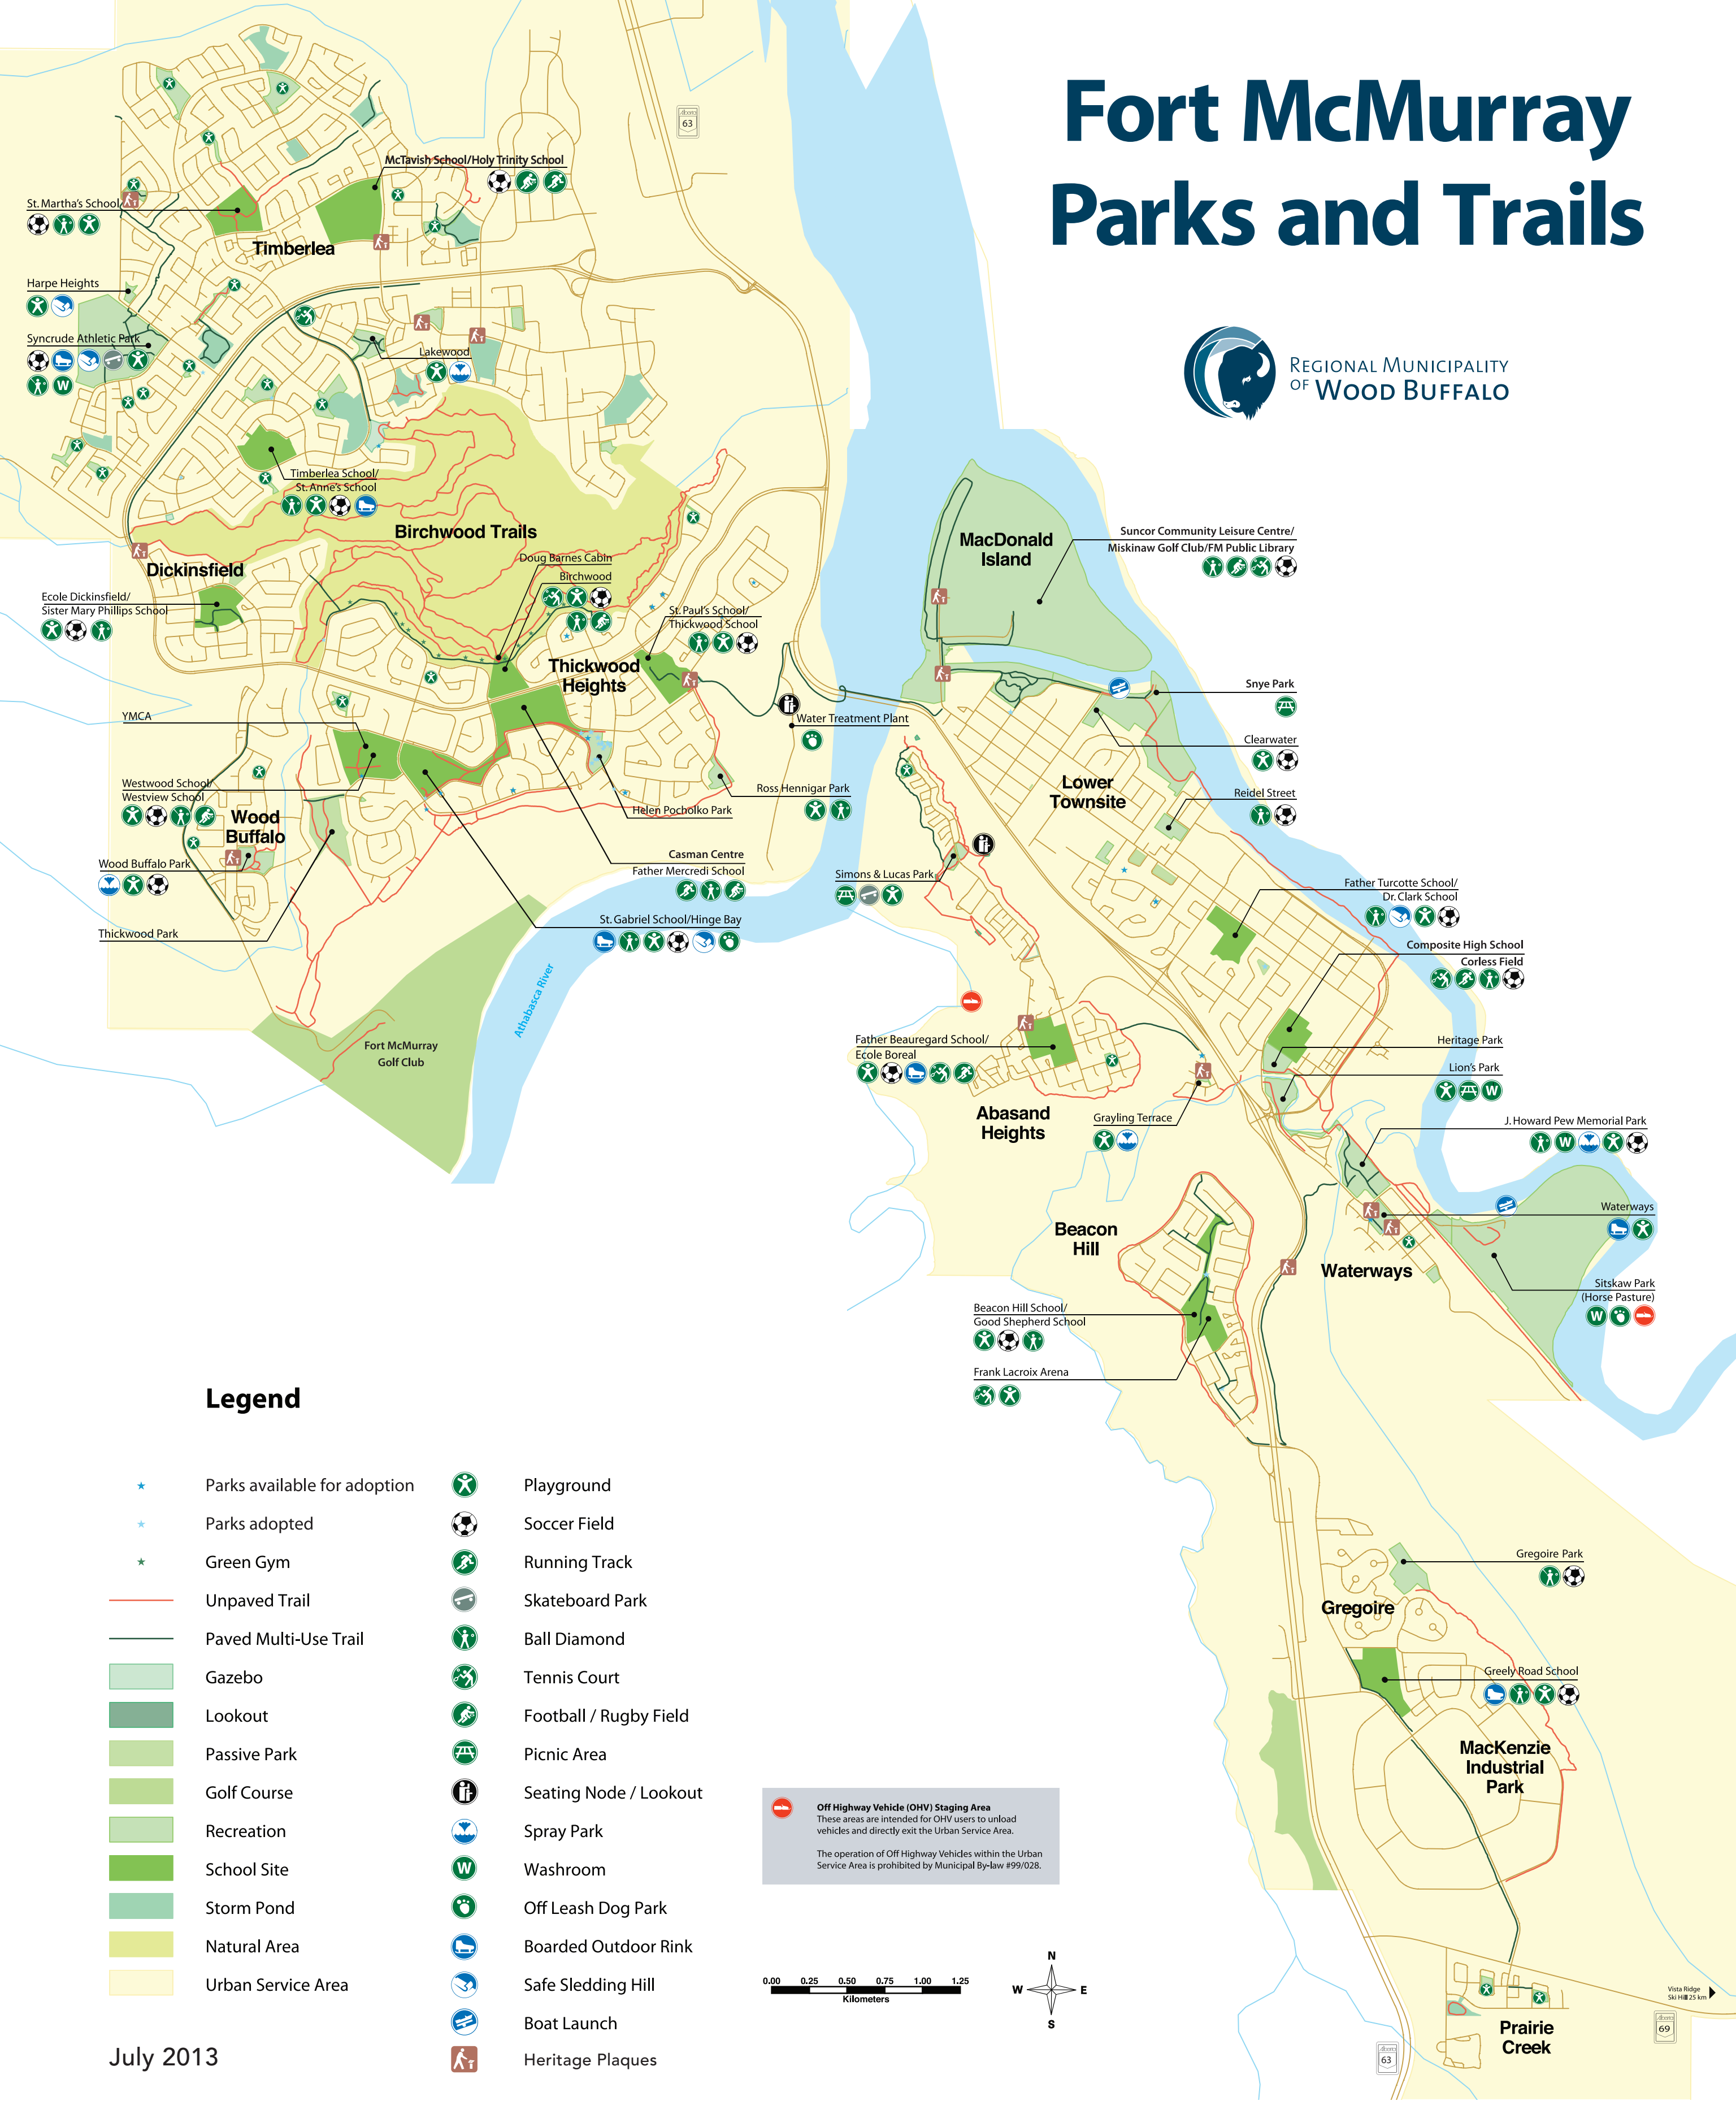 Fort McMurray
Parks and Trails
REGIONAL MUNICIPALITY
OF WOOD BUFFALO
63
McTavish School/Holy Trinity School
St. Martha's School
Timberlea
Harpe Heights
Syncrude Athletic Park
W
Lakewood
Timberlea School/
St. Anne's School
Birchwood Trails
Doug Barnes Cabin
Birchwood
Dickinsfield
Ecole Dickinsfield/
Sister Mary Phillips School
St. Paul's School/
Thickwood School
Thickwood
Heights
YMCA
Water Treatment Plant
Westwood School/
Westview School
Wood
Buffalo
Ross Hennigar Park
Helen Pocholko Park
Wood Buffalo Park
Casman Centre
Father Mercredi School
Thickwood Park
St. Gabriel School/Hinge Bay
Athabasca River
Fort McMurray
Golf Club
MacDonald
Island
Suncor Community Leisure Centre/
Miskinaw Golf Club/FM Public Library
Snye Park
Clearwater
Lower
Townsite
Reidel Street
Simons & Lucas Park
Father Turcotte School/
Dr. Clark School
Composite High School
Corless Field
Father Beauregard School/
Ecole Boreal
Heritage Park
Lion's Park
W
Abasand
Heights
Grayling Terrace
J. Howard Pew Memorial Park
W
Beacon
Hill
Waterways
Waterways
Sitskaw Park
(Horse Pasture)
W
Beacon Hill School/
Good Shepherd School
Frank Lacroix Arena
Gregoire Park
Gregoire
Greely Road School
MacKenzie
Industrial
Park
Vista Ridge
Ski Hill 25 km
69
Prairie
Creek
63
Legend
Parks available for adoption
Parks adopted
Green Gym
Unpaved Trail
Paved Multi-Use Trail
Gazebo
Lookout
Passive Park
Golf Course
Recreation
School Site
Storm Pond
Natural Area
Urban Service Area
Playground
Soccer Field
Running Track
Skateboard Park
Ball Diamond
Tennis Court
Football / Rugby Field
Picnic Area
Seating Node / Lookout
Spray Park
W Washroom
Off Leash Dog Park
Boarded Outdoor Rink
Safe Sledding Hill
Boat Launch
Heritage Plaques
July 2013
Off Highway Vehicle (OHV) Staging Area
These areas are intended for OHV users to unload
vehicles and directly exit the Urban Service Area.
The operation of Off Highway Vehicles within the Urban
Service Area is prohibited by Municipal By-law #99/028.
0.00 0.25 0.50 0.75 1.00 1.25
Kilometers
N
W E
S